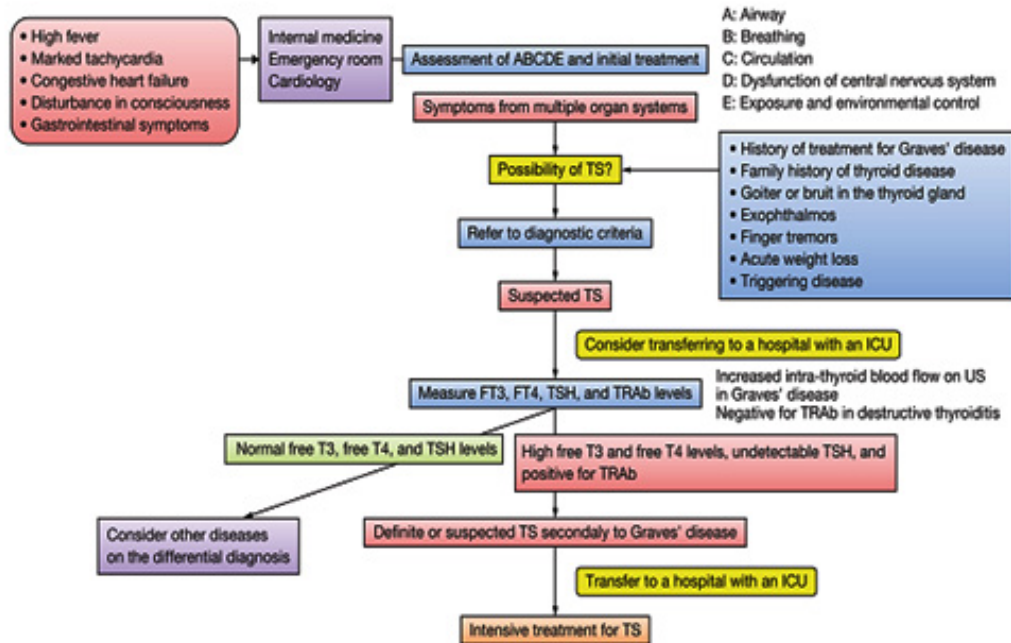 • High fever
• Marked tachycardia
• Congestive heart failure
• Disturbance in consciousness
• Gastrointestinal symptoms
Internal medicine
Emergency room
Cardiology
Assessment of ABCDE and initial treatment
A: Airway
B: Breathing
C: Circulation
D: Dysfunction of central nervous system
E: Exposure and environmental control
Symptoms from multiple organ systems
Possibility of TS?
• History of treatment for Graves' disease
• Family history of thyroid disease
• Goiter or bruit in the thyroid gland
• Exophthalmos
• Finger tremors
• Acute weight loss
• Triggering disease
Refer to diagnostic criteria
Suspected TS
Consider transferring to a hospital with an ICU
Measure FT3, FT4, TSH, and TRAb levels
Increased intra-thyroid blood flow on US
in Graves' disease
Negative for TRAb in destructive thyroiditis
Normal free T3, free T4, and TSH levels
High free T3 and free T4 levels, undetectable TSH, and
positive for TRAb
Consider other diseases
on the differential diagnosis
Definite or suspected TS secondaly to Graves' disease
Transfer to a hospital with an ICU
Intensive treatment for TS